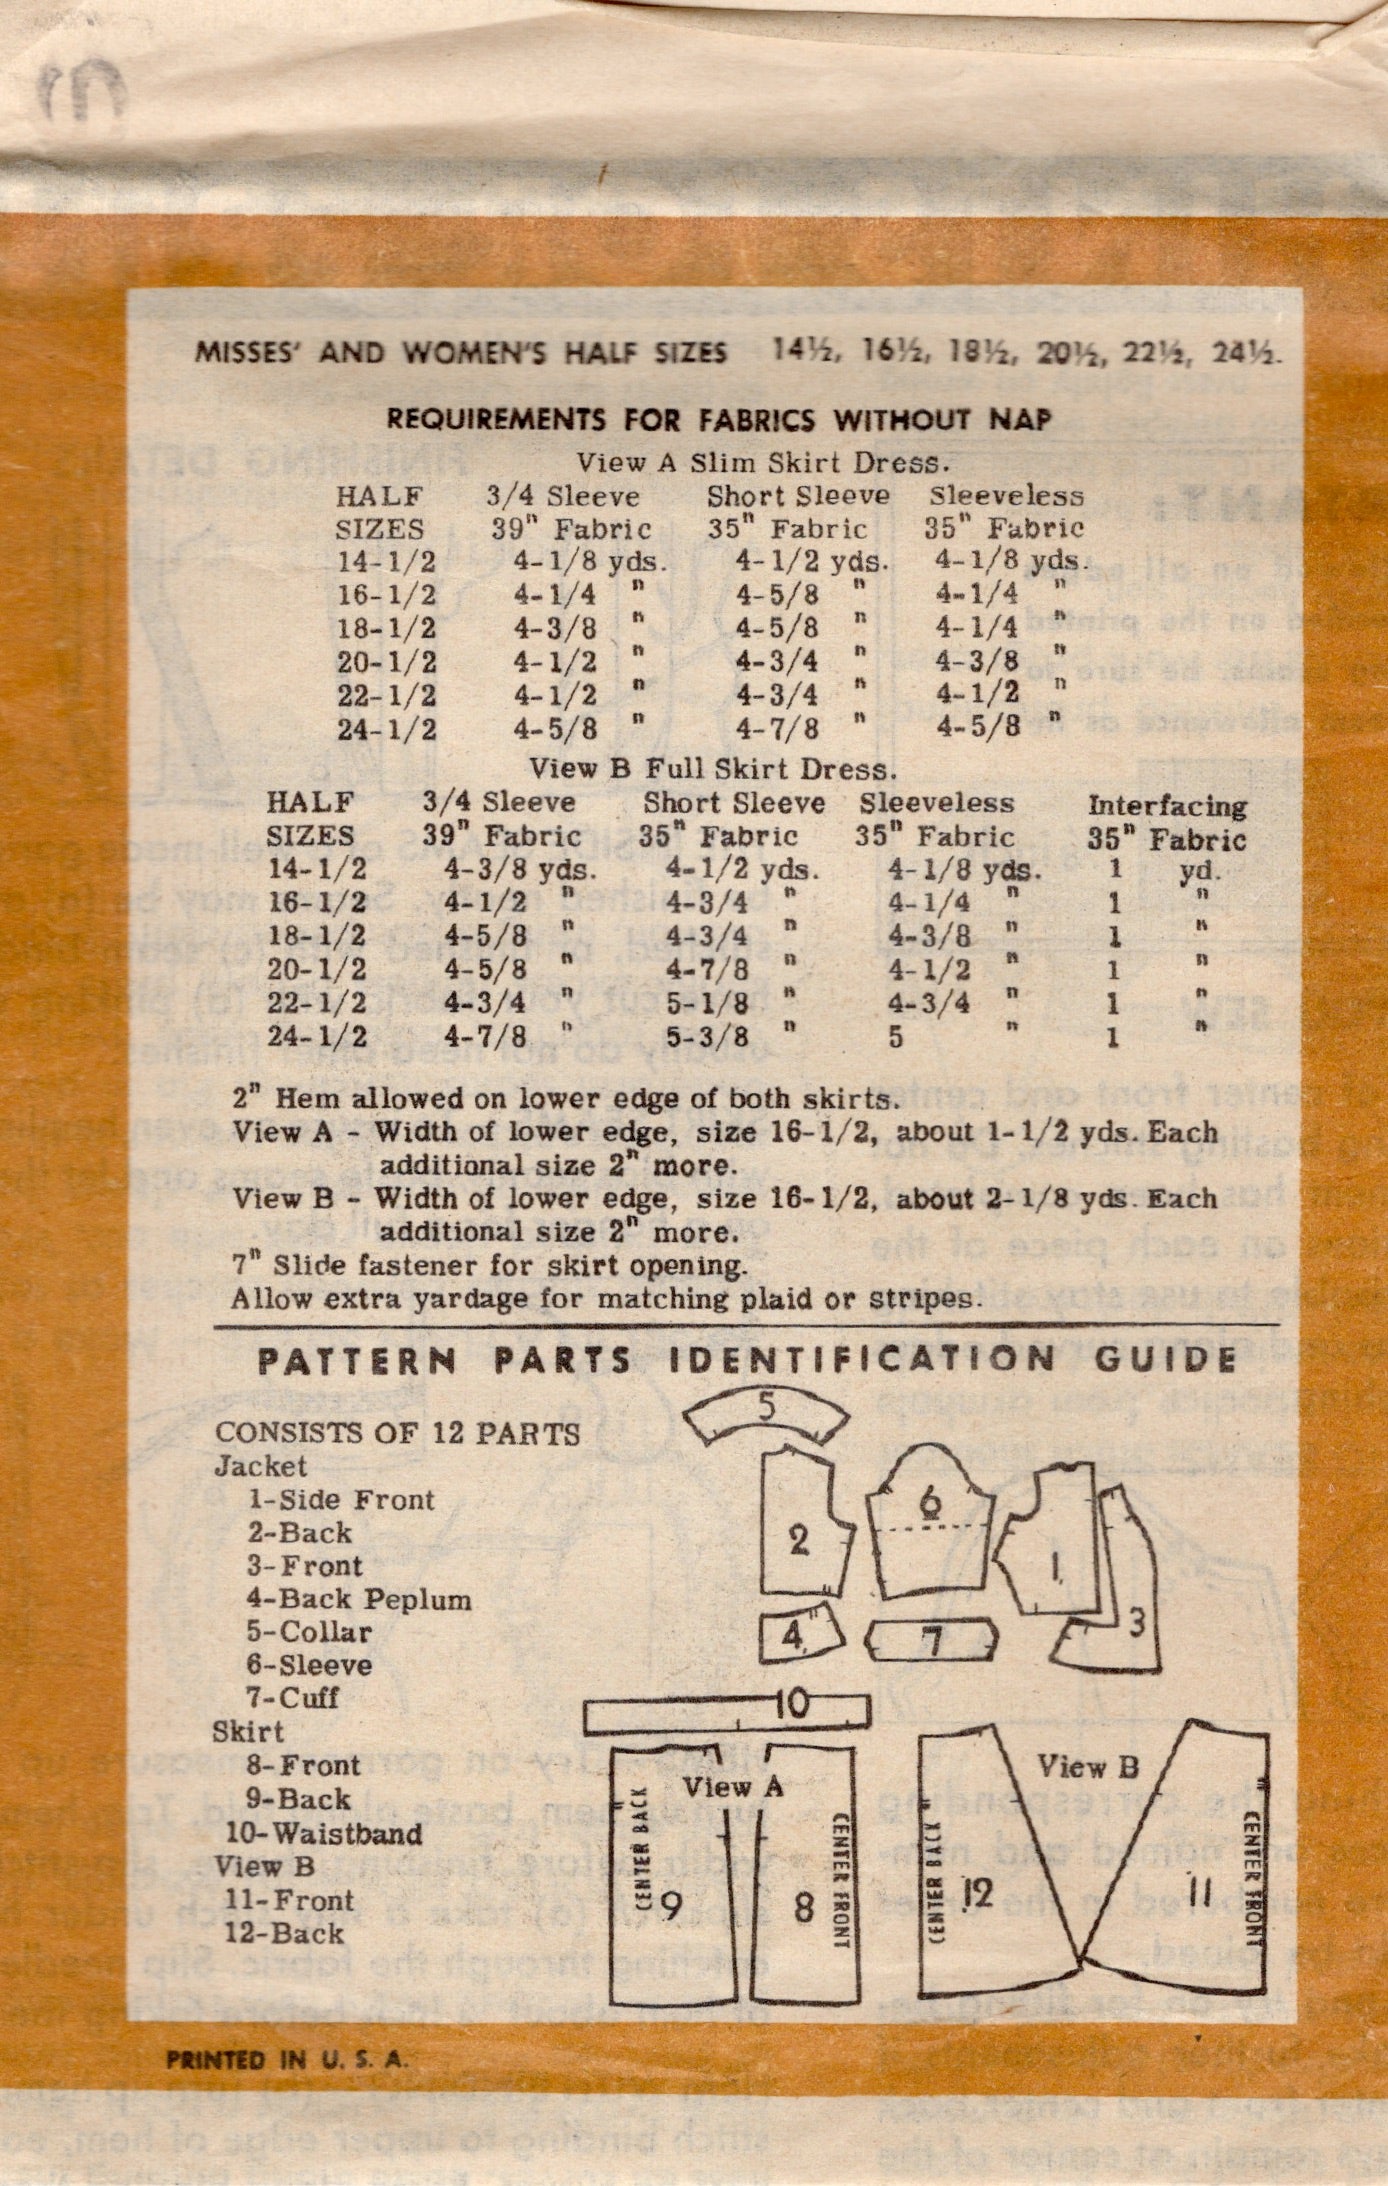 MISSES' AND WOMEN'S HALF SIZES 14½, 16½, 18½, 20½, 22½, 24½.
REQUIREMENTS FOR FABRICS WITHOUT NAP
View A Slim Skirt Dress.
HALF 3/4 Sleeve Short Sleeve Sleeveless
SIZES 39" Fabric 35" Fabric 35" Fabric
14-1/2 4-1/8 yds. 4-1/2 yds. 4-1/8 yds.
16-1/2 4-1/4 " 4-5/8 " 4-1/4 "
18-1/2 4-3/8 " 4-5/8 " 4-1/4 "
20-1/2 4-1/2 " 4-3/4 " 4-3/8 "
22-1/2 4-1/2 " 4-3/4 " 4-1/2 "
24-1/2 4-5/8 " 4-7/8 " 4-5/8 "
View B Full Skirt Dress.
HALF 3/4 Sleeve Short Sleeve Sleeveless Interfacing
SIZES 39" Fabric 35" Fabric 35" Fabric 35" Fabric
14-1/2 4-3/8 yds. 4-1/2 yds. 4-1/8 yds. 1 yd.
16-1/2 4-1/2 " 4-3/4 " 4-1/4 " 1 "
18-1/2 4-5/8 " 4-3/4 " 4-3/8 " 1 "
20-1/2 4-5/8 " 4-7/8 " 4-1/2 " 1 "
22-1/2 4-3/4 " 5-1/8 " 4-3/4 " 1 "
24-1/2 4-7/8 " 5-3/8 " 5 " 1 "
2" Hem allowed on lower edge of both skirts.
View A - Width of lower edge, size 16-1/2, about 1-1/2 yds. Each
additional size 2" more.
View B - Width of lower edge, size 16-1/2, about 2-1/8 yds. Each
additional size 2" more.
7" Slide fastener for skirt opening.
Allow extra yardage for matching plaid or stripes.
PATTERN PARTS IDENTIFICATION GUIDE
CONSISTS OF 12 PARTS
Jacket
1-Side Front
2-Back
3-Front
4-Back Peplum
5-Collar
6-Sleeve
7-Cuff
Skirt
8-Front
9-Back
10-Waistband
View B
11-Front
12-Back
5
2
6
1
3
4
7
10
View A
CENTER BACK
9
8
CENTER FRONT
View B
CENTER BACK
12
11
CENTER FRONT
PRINTED IN U. S. A.